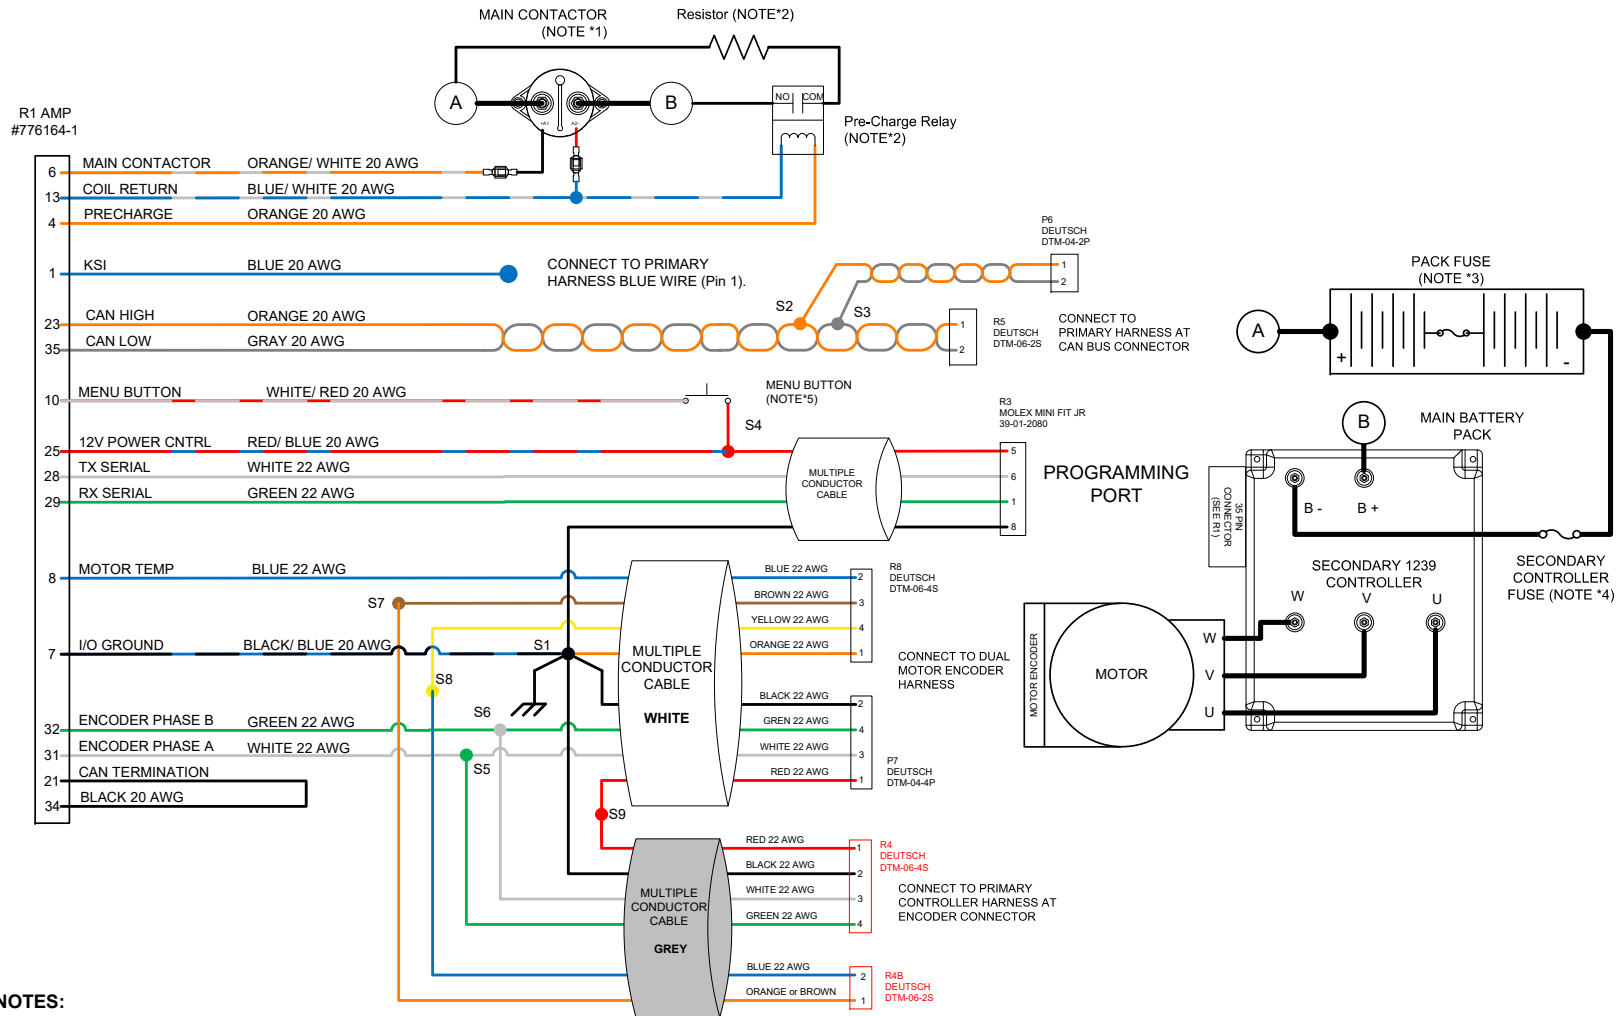 MAIN CONTACTOR
(NOTE *1)
Resistor (NOTE*2)
A
B
+A1
A2-
NO
COM
Pre-Charge Relay
(NOTE*2)
R1 AMP
#776164-1
6 MAIN CONTACTOR ORANGE/ WHITE 20 AWG
13 COIL RETURN BLUE/ WHITE 20 AWG
4 PRECHARGE ORANGE 20 AWG
1 KSI BLUE 20 AWG
CONNECT TO PRIMARY
HARNESS BLUE WIRE (Pin 1).
P6
DEUTSCH
DTM-04-2P
1
2
S2
S3
23 CAN HIGH ORANGE 20 AWG
35 CAN LOW GRAY 20 AWG
1
2
R5
DEUTSCH
DTM-06-2S
CONNECT TO
PRIMARY HARNESS AT
CAN BUS CONNECTOR
10 MENU BUTTON WHITE/ RED 20 AWG
MENU BUTTON
(NOTE*5)
S4
25 12V POWER CNTRL RED/ BLUE 20 AWG
28 TX SERIAL WHITE 22 AWG
29 RX SERIAL GREEN 22 AWG
MULTIPLE
CONDUCTOR
CABLE
R3
MOLEX MINI FIT JR
39-01-2080
5
6
1
8
PROGRAMMING
PORT
8 MOTOR TEMP BLUE 22 AWG
S7
7 I/O GROUND BLACK/ BLUE 20 AWG
S1
S8
S6
32 ENCODER PHASE B GREEN 22 AWG
31 ENCODER PHASE A WHITE 22 AWG
S5
21 CAN TERMINATION
34 BLACK 20 AWG
MULTIPLE
CONDUCTOR
CABLE
WHITE
BLUE 22 AWG 2
BROWN 22 AWG 3
YELLOW 22 AWG 4
ORANGE 22 AWG 1
R8
DEUTSCH
DTM-06-4S
CONNECT TO DUAL
MOTOR ENCODER
HARNESS
BLACK 22 AWG 2
GREN 22 AWG 4
WHITE 22 AWG 3
RED 22 AWG 1
P7
DEUTSCH
DTM-04-4P
S9
MULTIPLE
CONDUCTOR
CABLE
GREY
RED 22 AWG 1
BLACK 22 AWG 2
WHITE 22 AWG 3
GREEN 22 AWG 4
R4
DEUTSCH
DTM-06-4S
CONNECT TO PRIMARY
CONTROLLER HARNESS AT
ENCODER CONNECTOR
BLUE 22 AWG 2
ORANGE or BROWN 1
R4B
DEUTSCH
DTM-06-2S
PACK FUSE
(NOTE *3)
A
+
-
B
MAIN BATTERY
PACK
35 PIN
CONNECTOR
(SEE R1)
B -
B +
SECONDARY 1239
CONTROLLER
W
V
U
SECONDARY
CONTROLLER
FUSE (NOTE *4)
MOTOR ENCODER
MOTOR
W
V
U
NOTES: